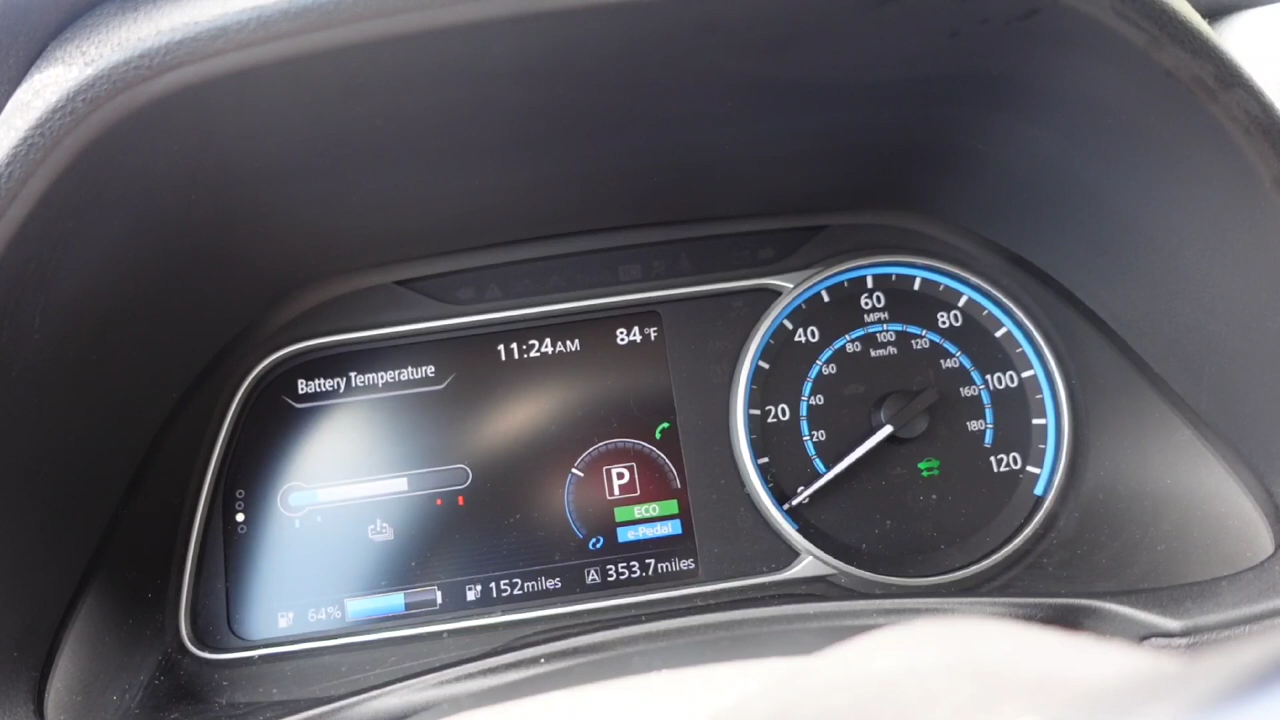 11:24AM
84°F
Battery Temperature
P
ECO
e-Pedal
64%
152miles
A 353.7miles
0
20
40
60
80
100
120
MPH
km/h
20
40
60
80
100
120
140
160
180